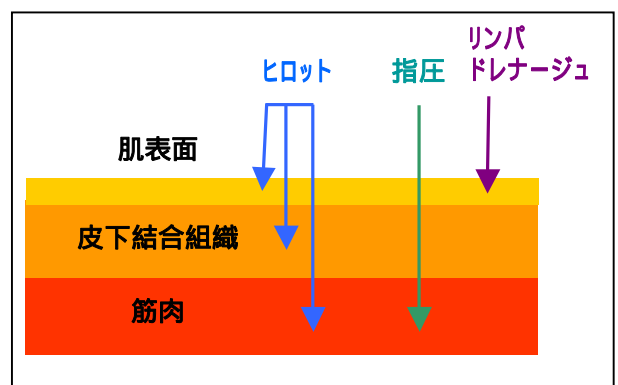 リンパ
ヒロット 指圧 ドレナージュ
肌表面
皮下結合組織
筋肉